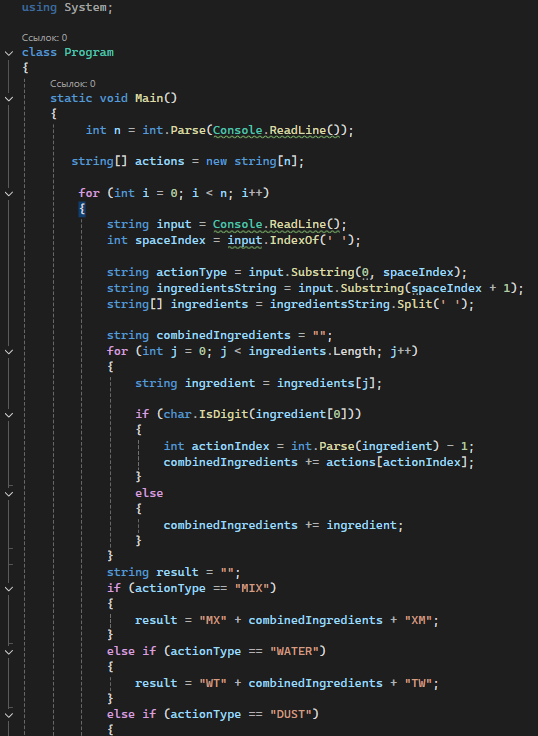 using System;
Ссылок: 0
class Program
{
Ссылок: 0
static void Main()
{
int n = int.Parse(Console.ReadLine());
string[] actions = new string[n];
for (int i = 0; i < n; i++)
{
string input = Console.ReadLine();
int spaceIndex = input.IndexOf(' ');
string actionType = input.Substring(0, spaceIndex);
string ingredientsString = input.Substring(spaceIndex + 1);
string[] ingredients = ingredientsString.Split(' ');
string combinedIngredients = "";
for (int j = 0; j < ingredients.Length; j++)
{
string ingredient = ingredients[j];
if (char.IsDigit(ingredient[0]))
{
int actionIndex = int.Parse(ingredient) - 1;
combinedIngredients += actions[actionIndex];
}
else
{
combinedIngredients += ingredient;
}
}
string result = "";
if (actionType == "MIX")
{
result = "MX" + combinedIngredients + "XM";
}
else if (actionType == "WATER")
{
result = "WT" + combinedIngredients + "TW";
}
else if (actionType == "DUST")
{